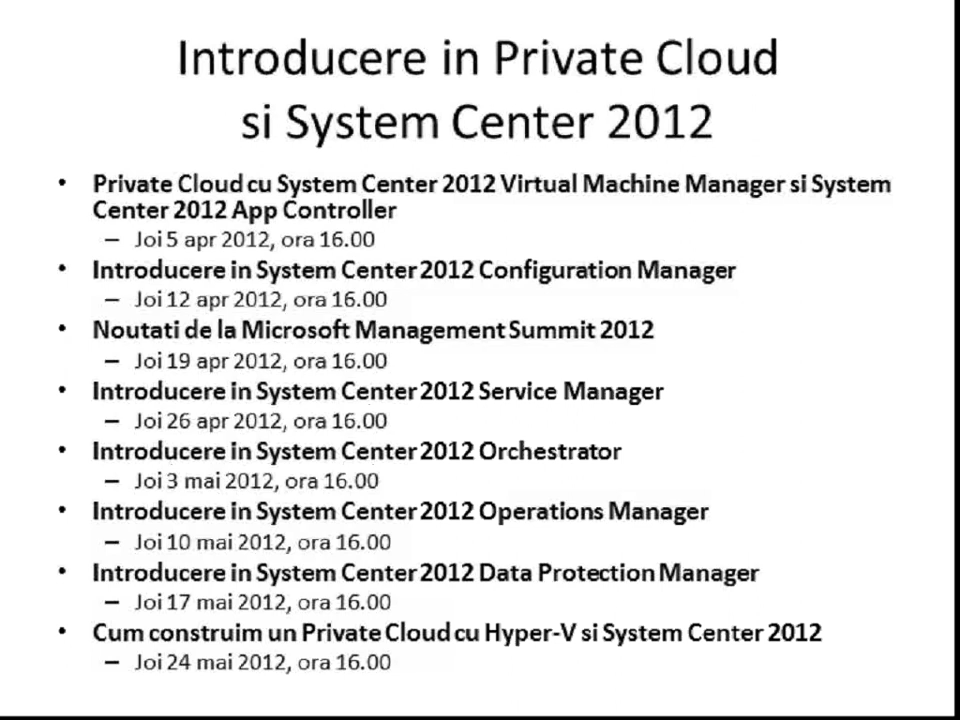 Introducere in Private Cloud
si System Center 2012
• Private Cloud cu System Center 2012 Virtual Machine Manager si System
Center 2012 App Controller
– Joi 5 apr 2012, ora 16.00
• Introducere in System Center 2012 Configuration Manager
– Joi 12 apr 2012, ora 16.00
• Noutati de la Microsoft Management Summit 2012
– Joi 19 apr 2012, ora 16.00
• Introducere in System Center 2012 Service Manager
– Joi 26 apr 2012, ora 16.00
• Introducere in System Center 2012 Orchestrator
– Joi 3 mai 2012, ora 16.00
• Introducere in System Center 2012 Operations Manager
– Joi 10 mai 2012, ora 16.00
• Introducere in System Center 2012 Data Protection Manager
– Joi 17 mai 2012, ora 16.00
• Cum construim un Private Cloud cu Hyper-V si System Center 2012
– Joi 24 mai 2012, ora 16.00